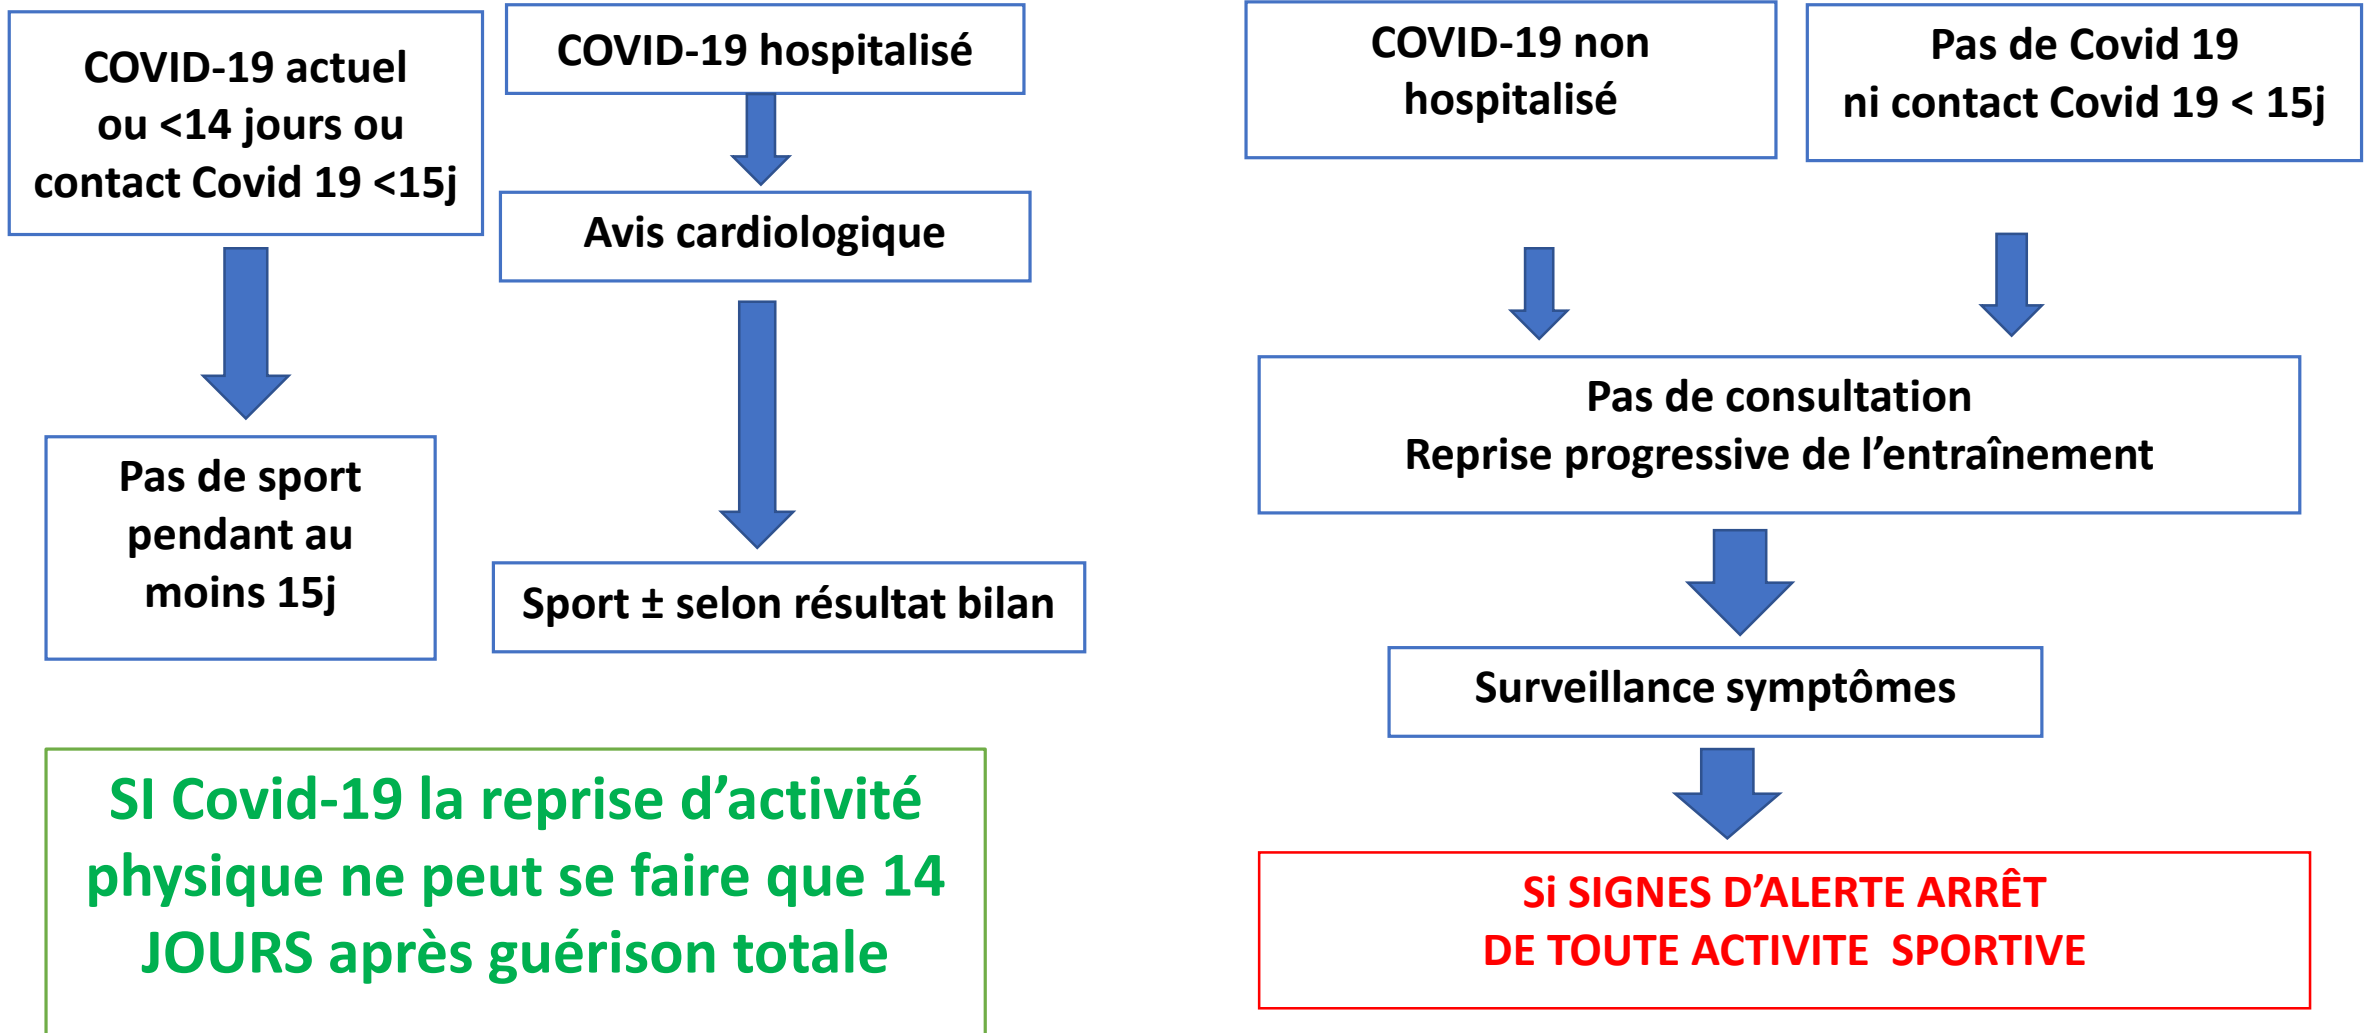 COVID-19 actuel
ou <14 jours ou
contact Covid 19 <15j
COVID-19 hospitalisé
Avis cardiologique
Pas de sport
pendant au
moins 15j
Sport ± selon résultat bilan
SI Covid-19 la reprise d’activité
physique ne peut se faire que 14
JOURS après guérison totale
COVID-19 non
hospitalisé
Pas de Covid 19
ni contact Covid 19 < 15j
Pas de consultation
Reprise progressive de l’entraînement
Surveillance symptômes
Si SIGNES D’ALERTE ARRÊT
DE TOUTE ACTIVITE SPORTIVE